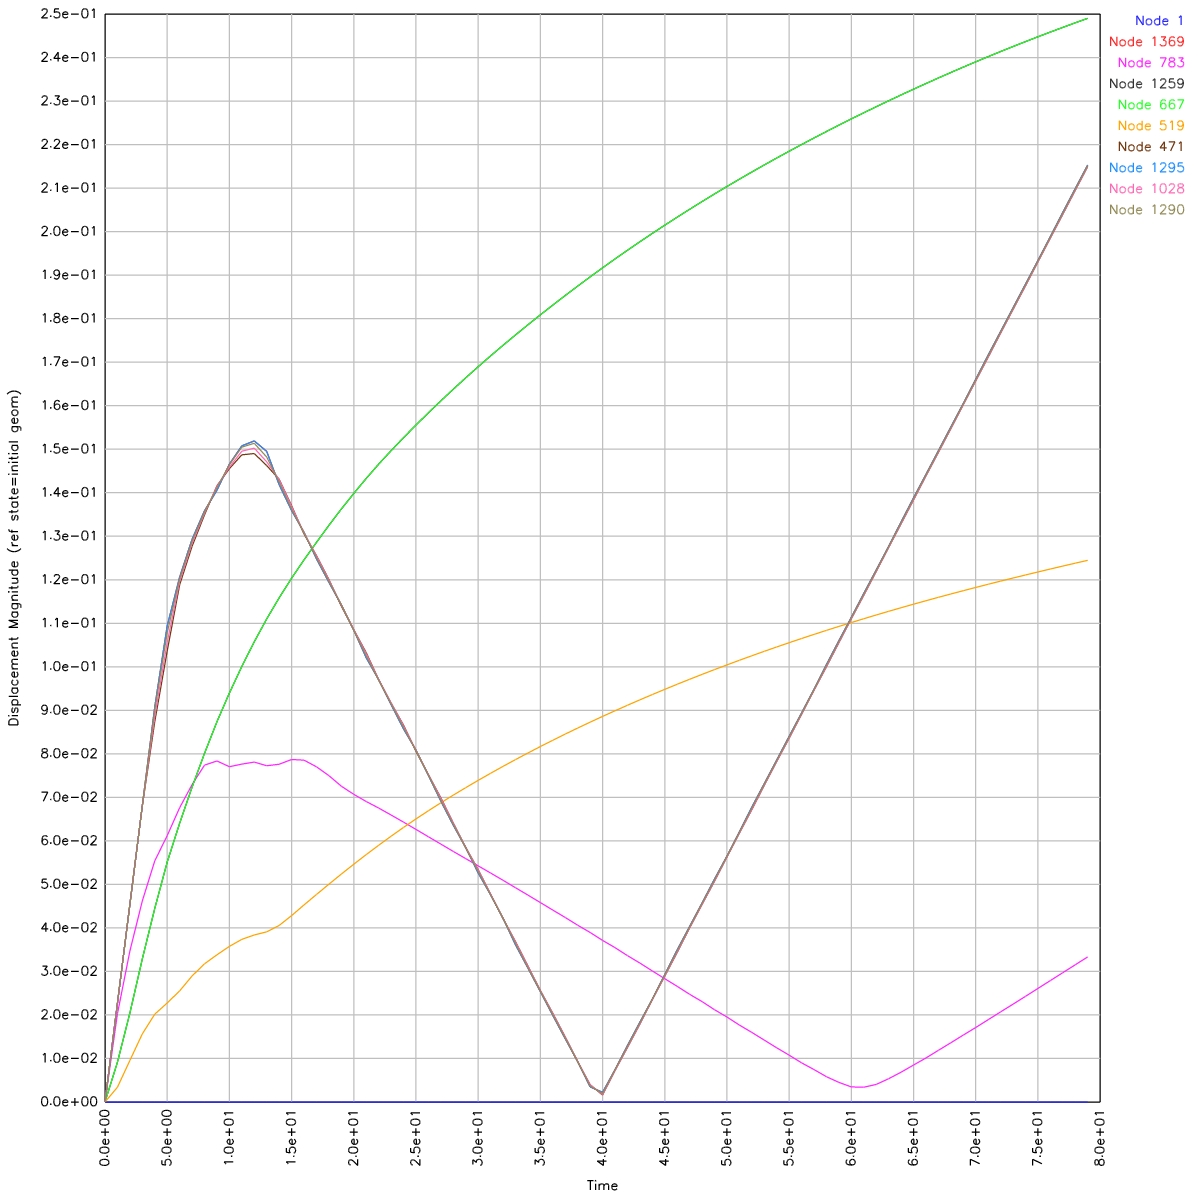 2.5e-01
2.4e-01
2.3e-01
2.2e-01
2.1e-01
2.0e-01
1.9e-01
1.8e-01
1.7e-01
1.6e-01
1.5e-01
1.4e-01
1.3e-01
1.2e-01
1.1e-01
1.0e-01
9.0e-02
8.0e-02
7.0e-02
6.0e-02
5.0e-02
4.0e-02
3.0e-02
2.0e-02
1.0e-02
0.0e+00
Displacement Magnitude (ref state=initial geom)
0.0e+00
5.0e+00
1.0e+01
1.5e+01
2.0e+01
2.5e+01
3.0e+01
3.5e+01
4.0e+01
4.5e+01
5.0e+01
5.5e+01
6.0e+01
6.5e+01
7.0e+01
7.5e+01
8.0e+01
Time
Node 1
Node 1369
Node 783
Node 1259
Node 667
Node 519
Node 471
Node 1295
Node 1028
Node 1290